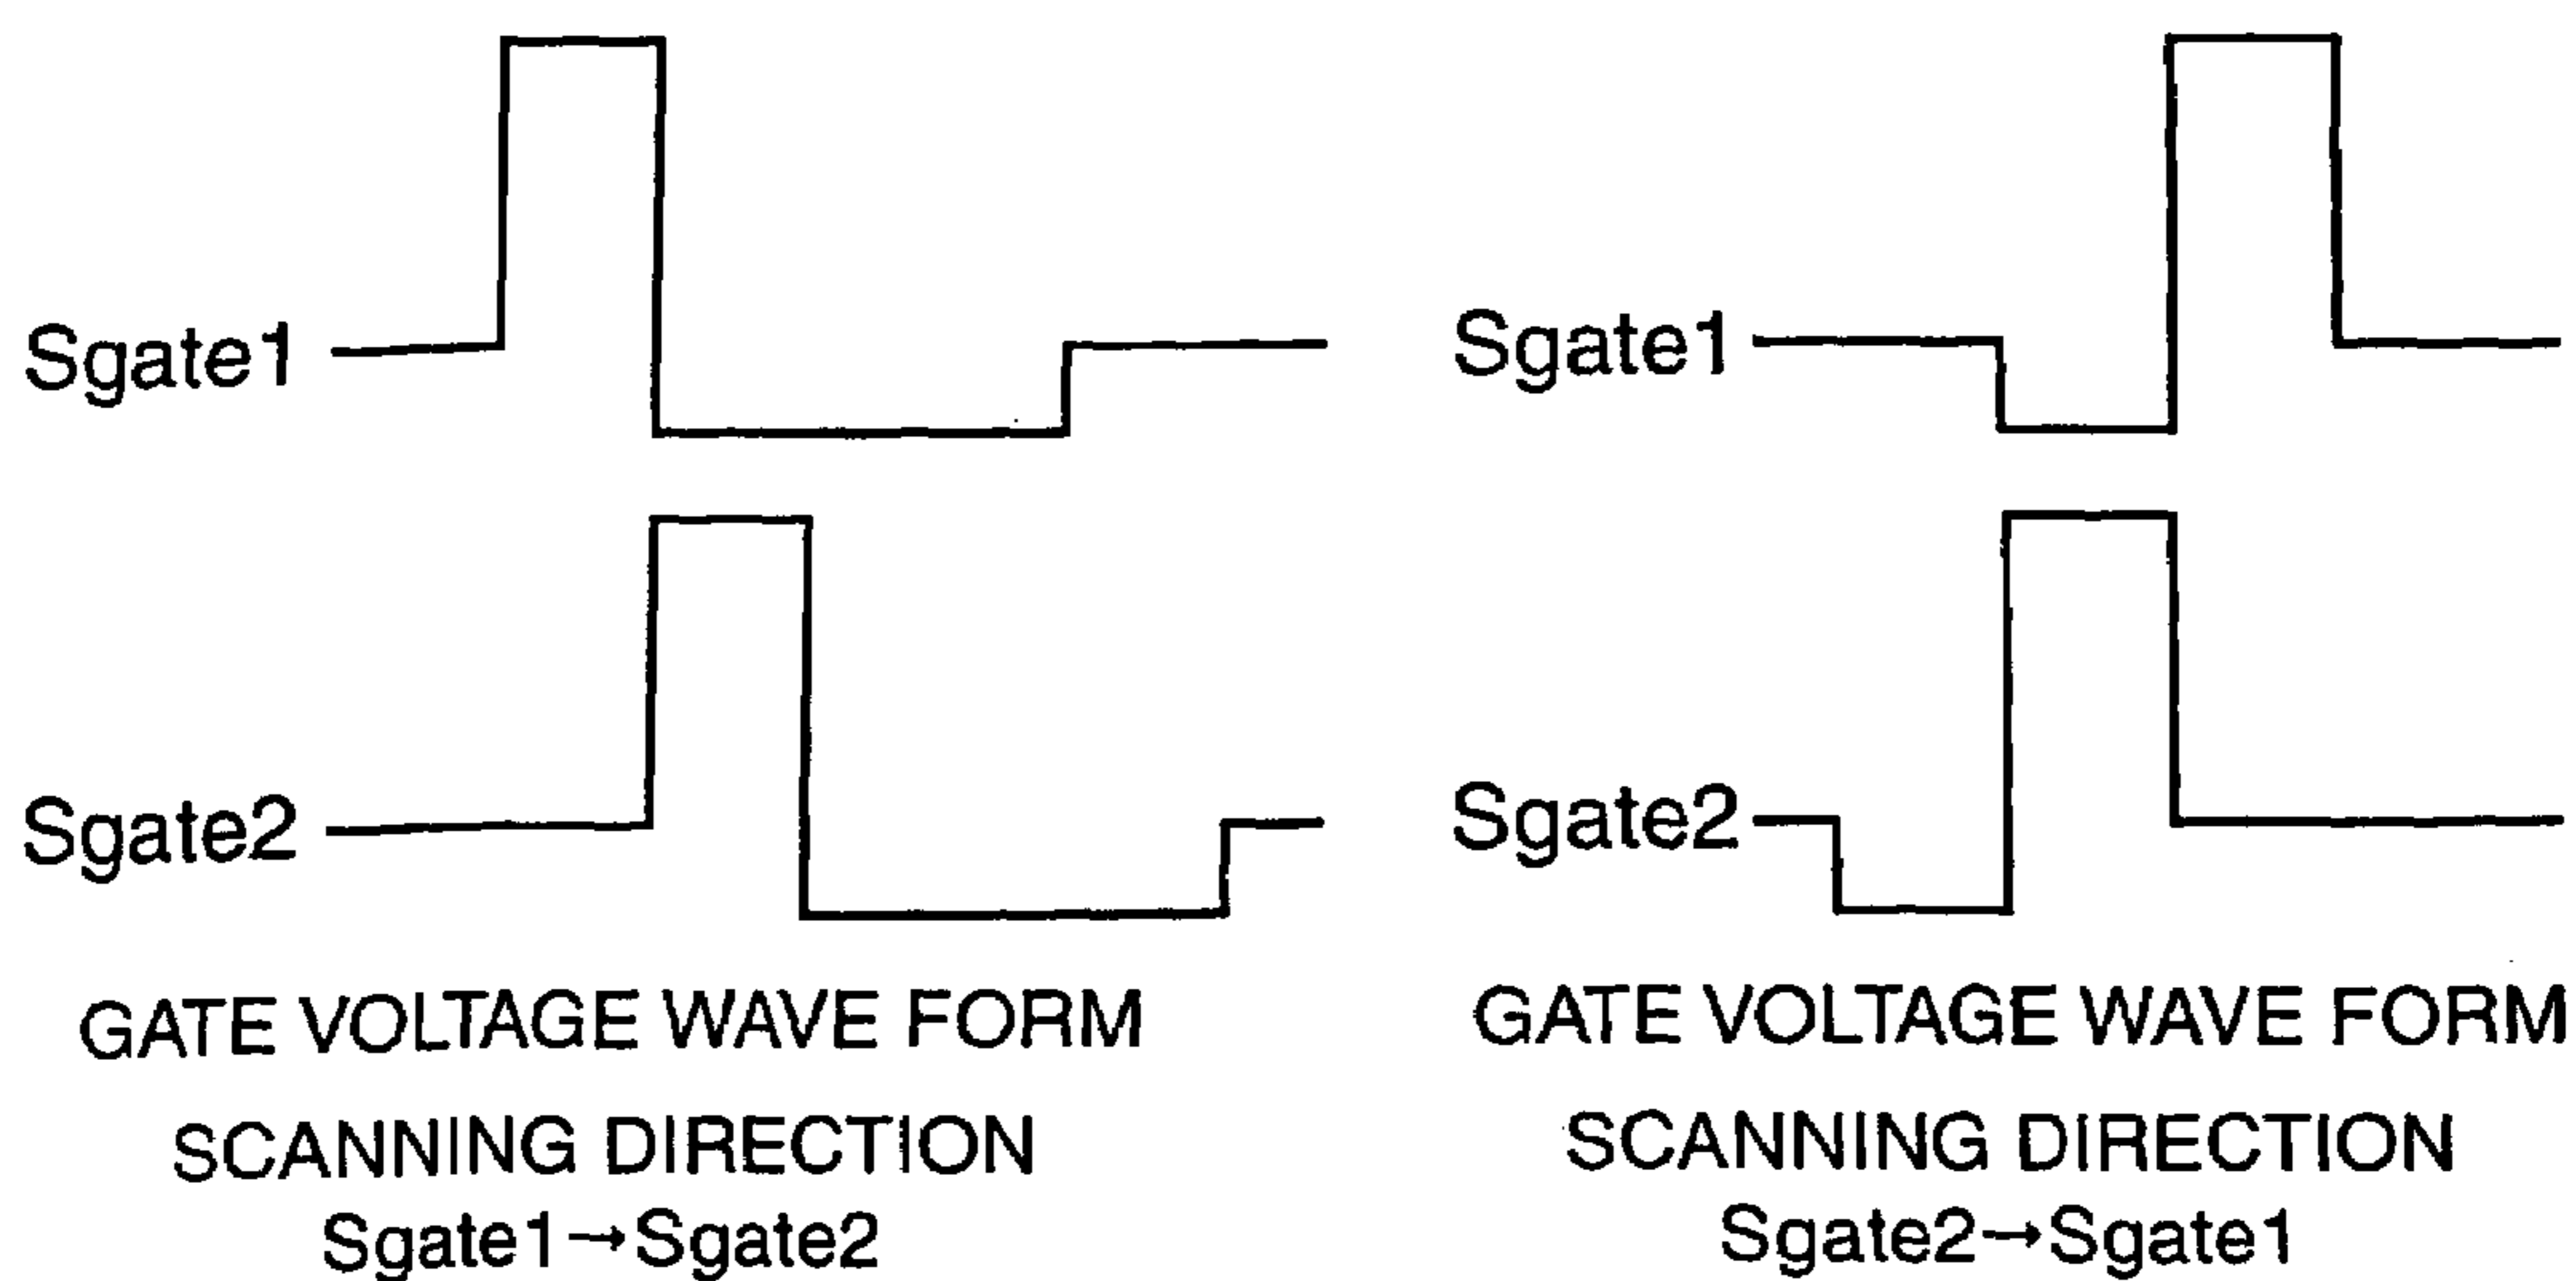 Sgate1
Sgate2
GATE VOLTAGE WAVE FORM
SCANNING DIRECTION
Sgate1→Sgate2
Sgate1
Sgate2
GATE VOLTAGE WAVE FORM
SCANNING DIRECTION
Sgate2→Sgate1